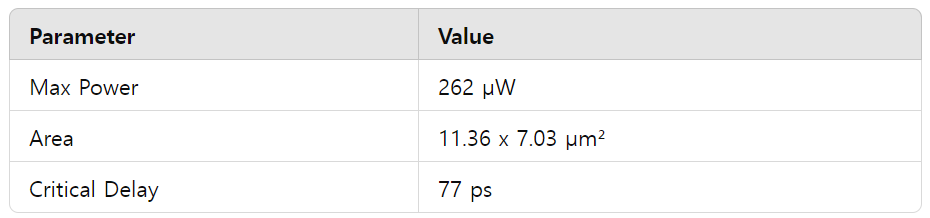 Parameter Value
Max Power 262 µW
Area 11.36 x 7.03 µm²
Critical Delay 77 ps